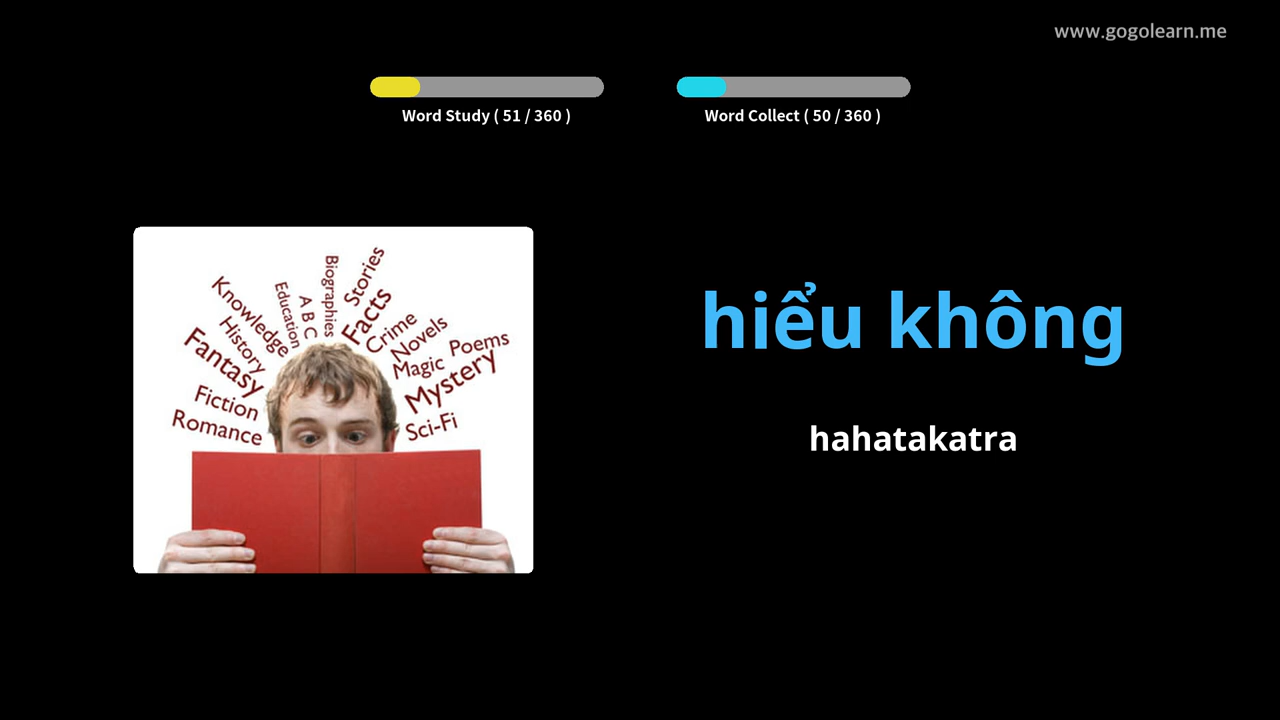 www.gogolearn.me
Word Study ( 51 / 360 )
Word Collect ( 50 / 360 )
Knowledge
History
Fantasy
Fiction
Romance
Education
A B C
Biographies
Stories
Facts
Crime
Novels
Magic
Poems
Mystery
Sci-Fi
hiểu không
hahatakatra